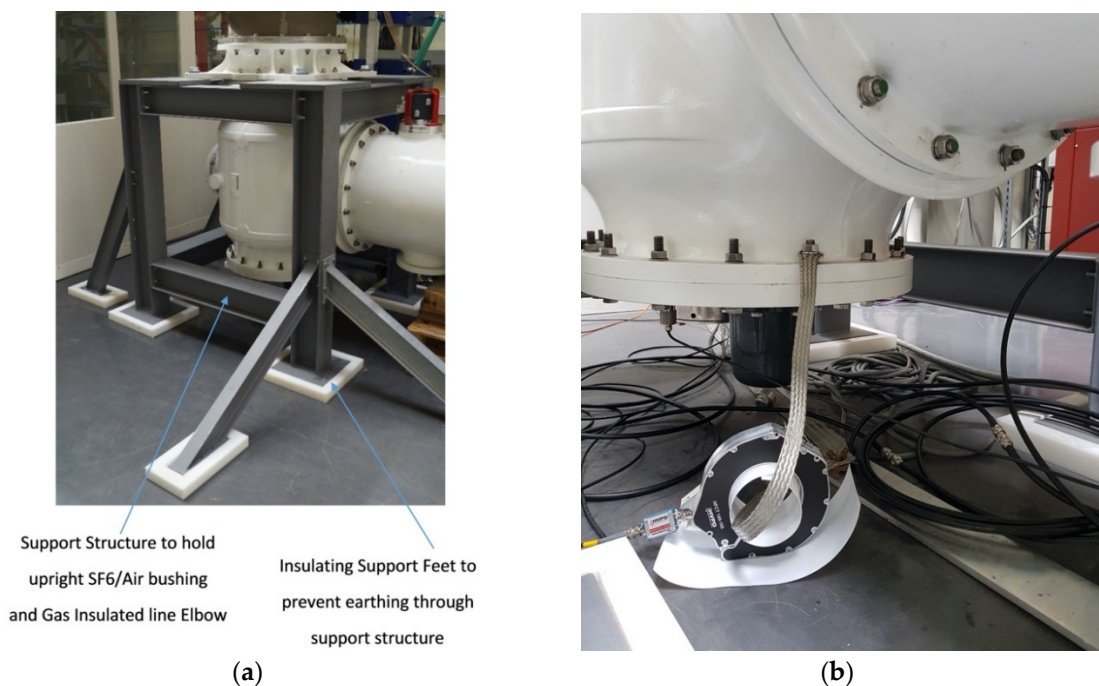 Support Structure to hold
upright SF6/Air bushing
and Gas Insulated line Elbow
Insulating Support Feet to
prevent earthing through
support structure
(a)
(b)